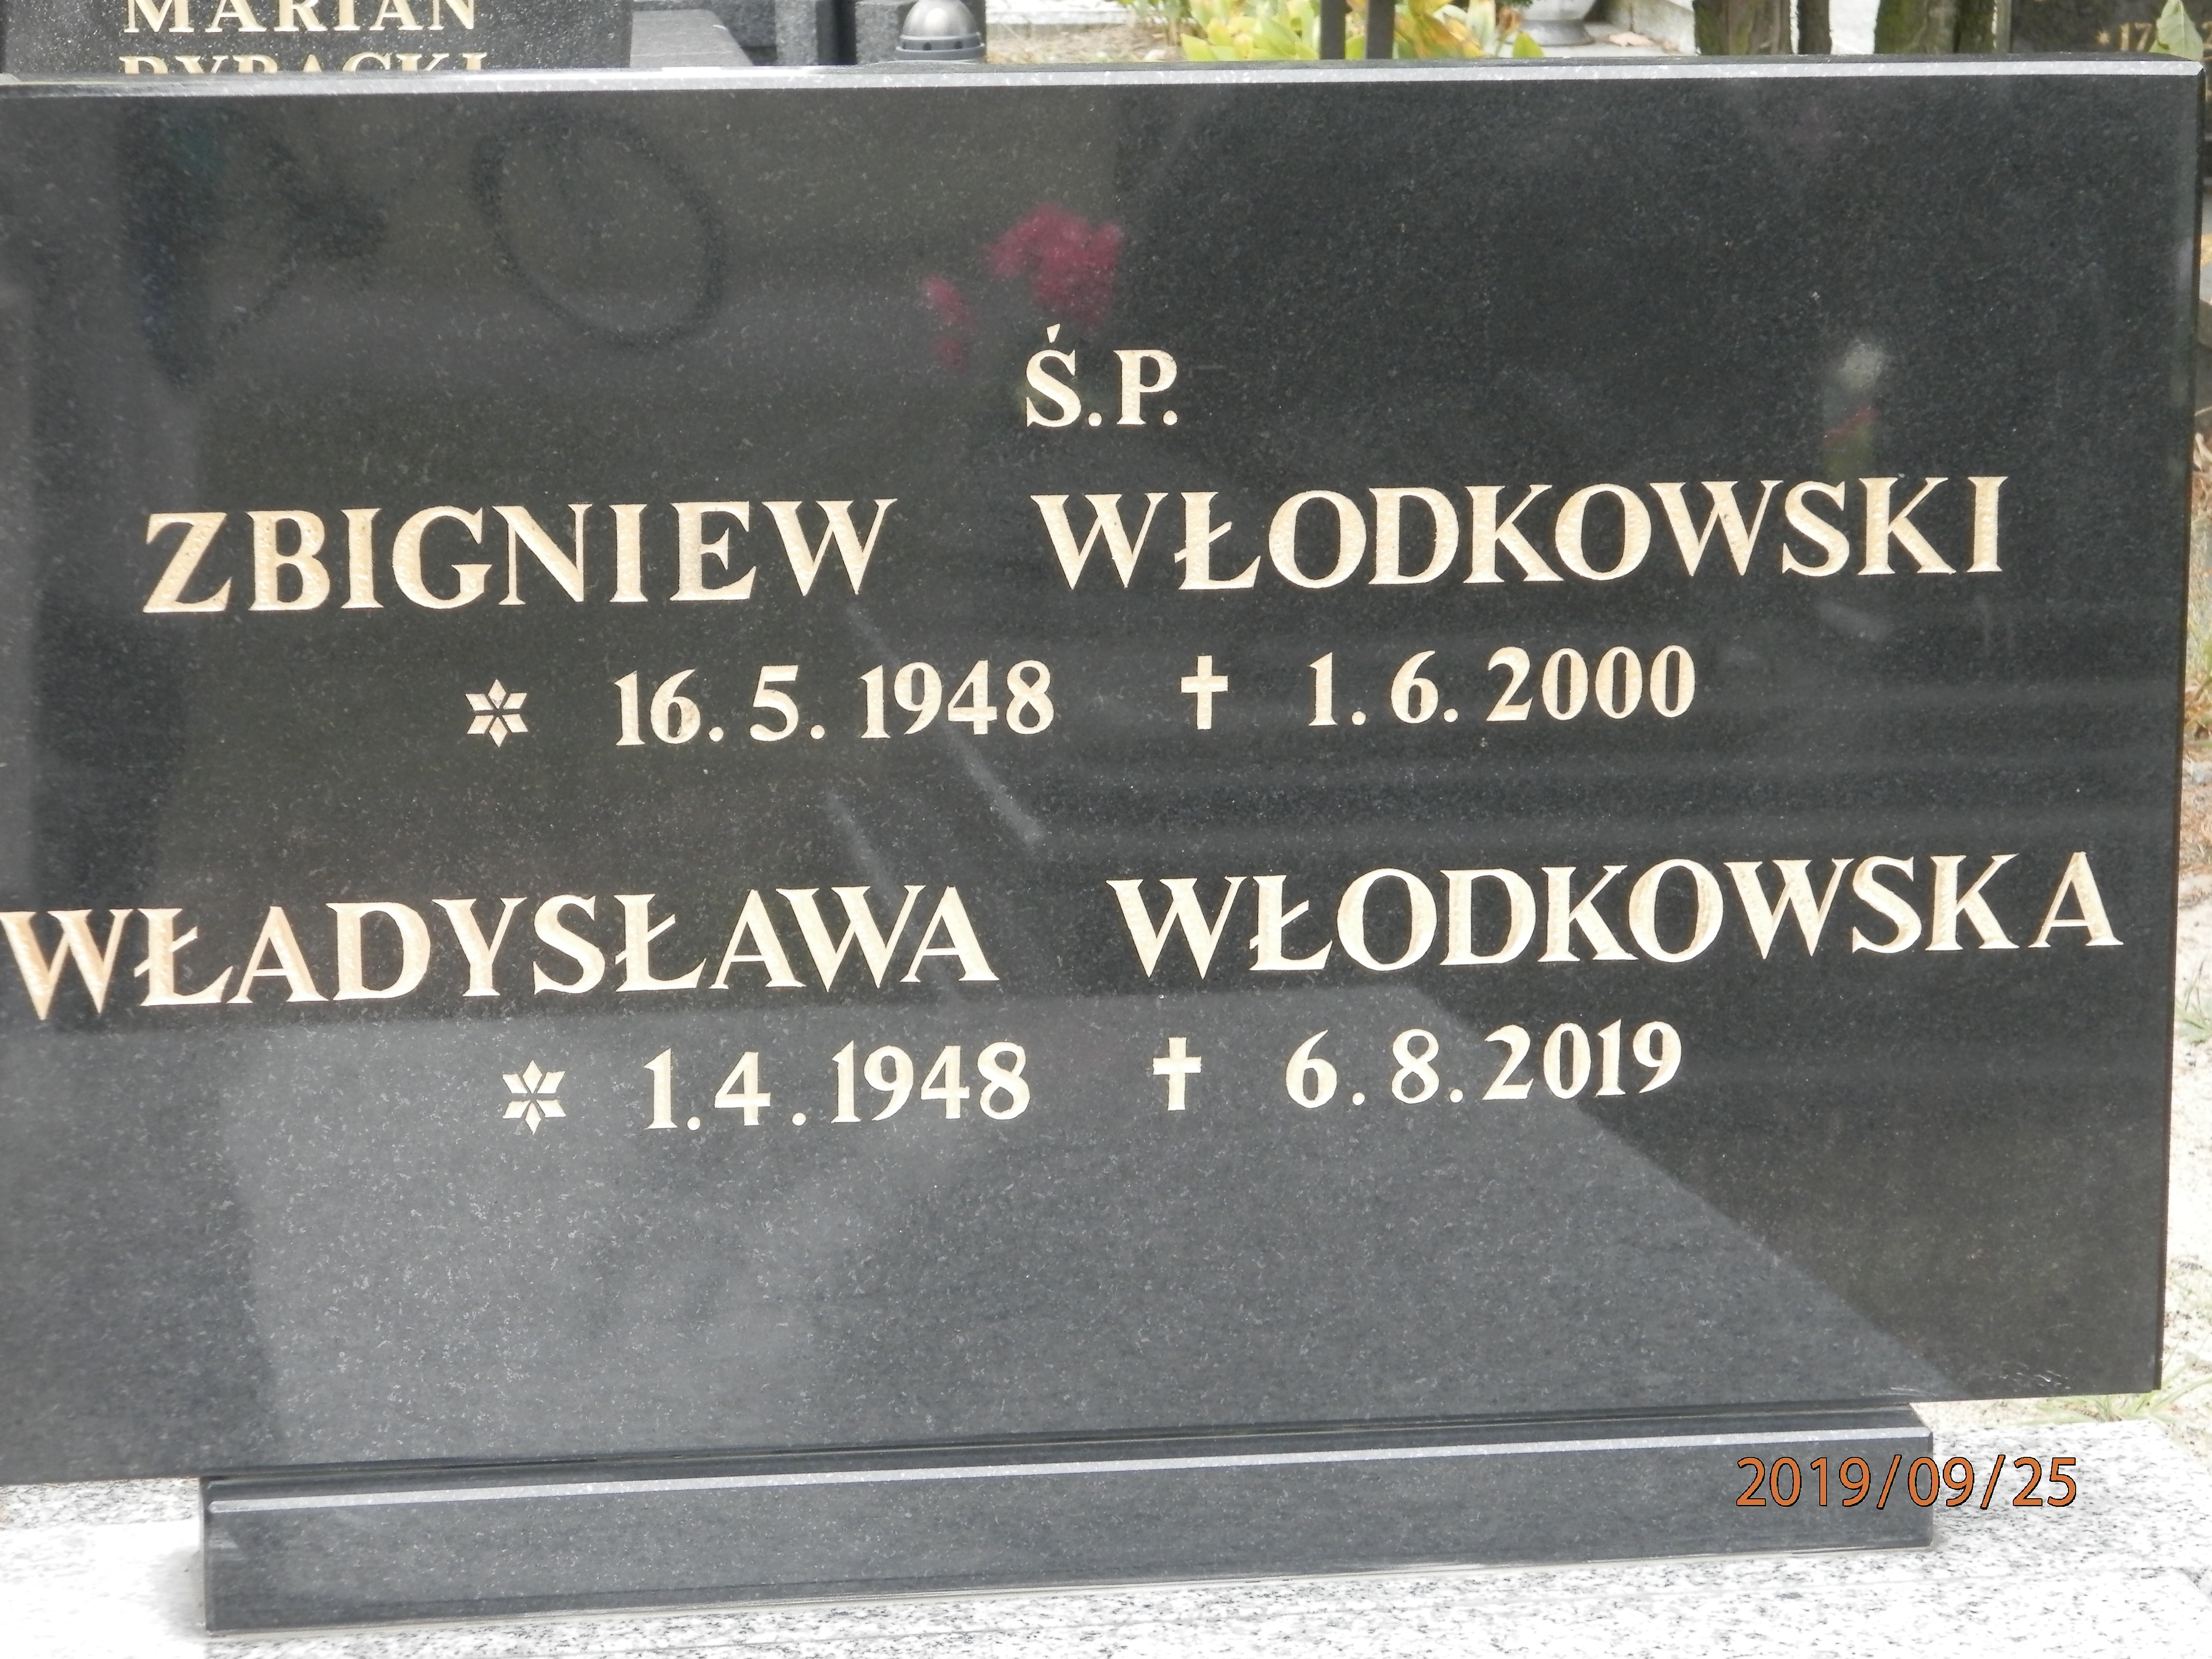 MARIAN
RYBACKI
Ś.P.
ZBIGNIEW WŁODKOWSKI
16.5.1948 ✝ 1.6.2000
WŁADYSŁAWA WŁODKOWSKA
1.4.1948 ✝ 6.8.2019
2019/09/25